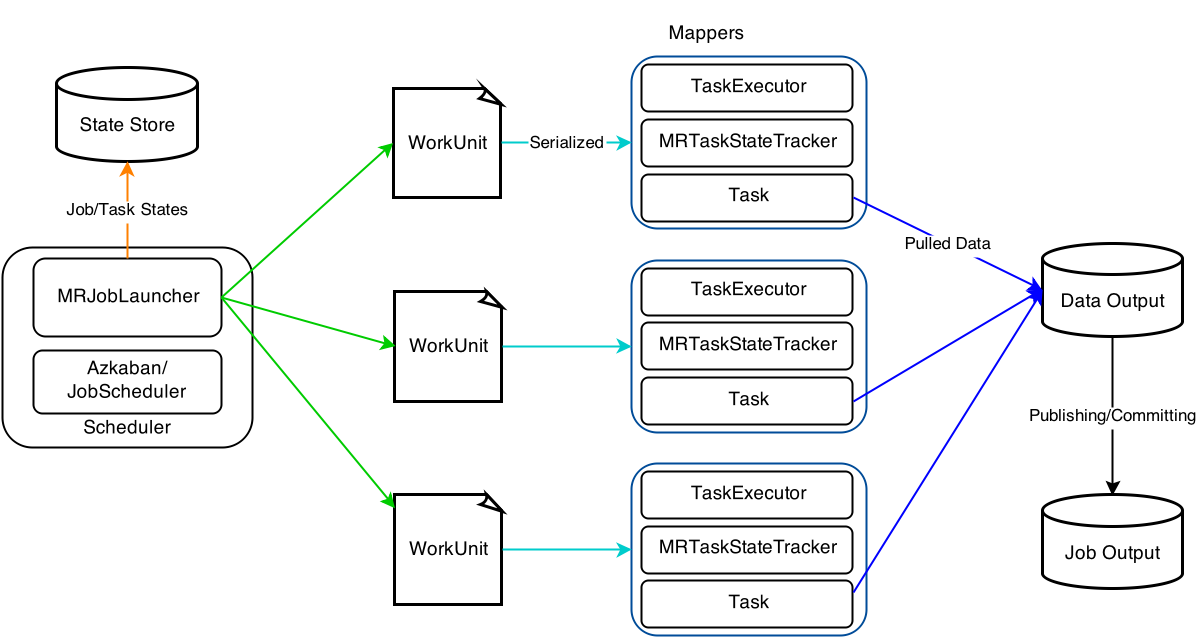 Mappers
State Store
Job/Task States
MRJobLauncher
Azkaban/
JobScheduler
Scheduler
WorkUnit
Serialized
TaskExecutor
MRTaskStateTracker
Task
WorkUnit
TaskExecutor
MRTaskStateTracker
Task
WorkUnit
TaskExecutor
MRTaskStateTracker
Task
Pulled Data
Data Output
Publishing/Committing
Job Output